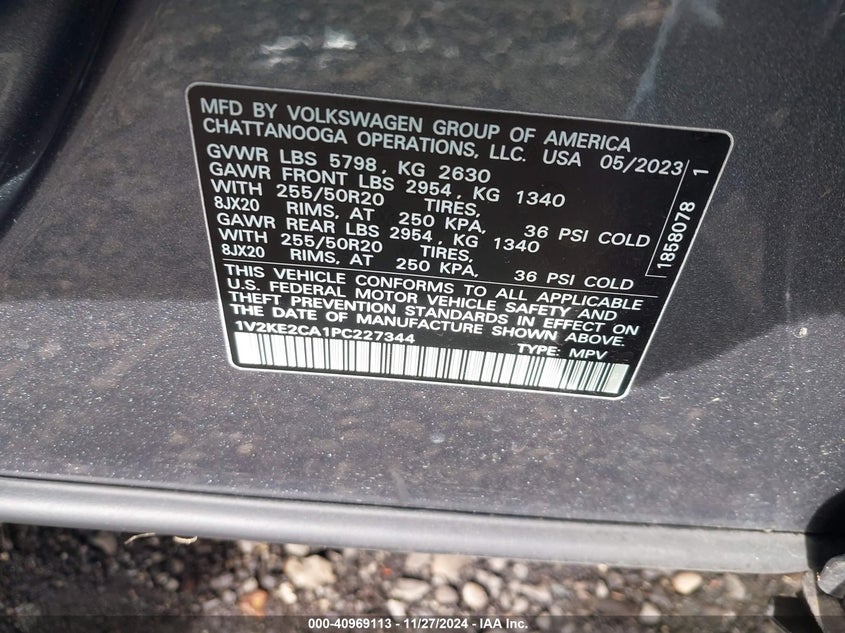 MFD BY VOLKSWAGEN GROUP OF AMERICA
CHATTANOOGA OPERATIONS, LLC. USA 05/2023
GVWR LBS 5798, KG 2630
GAWR FRONT LBS 2954, KG 1340
WITH 255/50R20 TIRES,
8JX20 RIMS, AT 250 KPA, 36 PSI COLD
GAWR REAR LBS 2954, KG 1340
WITH 255/50R20 TIRES,
8JX20 RIMS, AT 250 KPA, 36 PSI COLD
THIS VEHICLE CONFORMS TO ALL APPLICABLE
U.S. FEDERAL MOTOR VEHICLE SAFETY AND
THEFT PREVENTION STANDARDS IN EFFECT ON
THE DATE OF MANUFACTURE SHOWN ABOVE.
1V2KE2CA1PC227344 TYPE: MPV
1858078 1
000-40969113 - 11/27/2024 - IAA Inc.